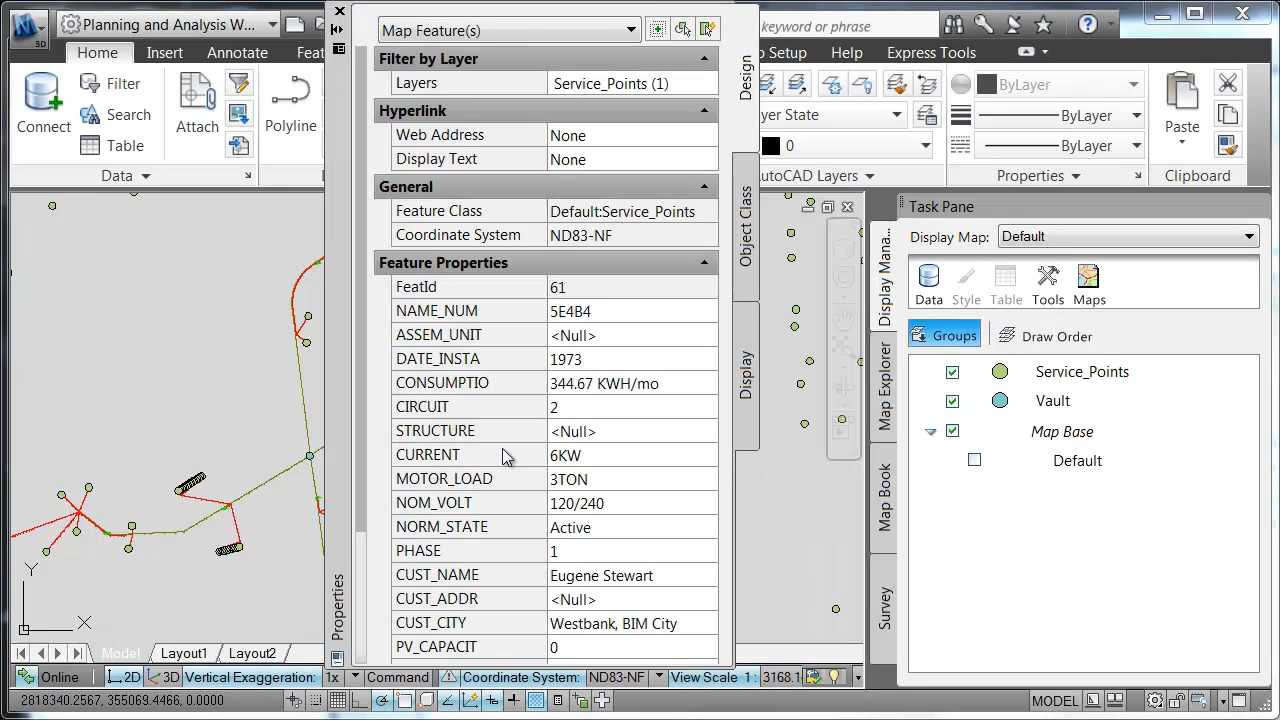 3D
Planning and Analysis W...
Map Feature(s)
keyword or phrase
Home
Insert
Annotate
Feat
p Setup
Help
Express Tools
Connect
Filter
Search
Table
Attach
Polyline
Data
Filter by Layer
Layers
Service_Points (1)
Hyperlink
Web Address
None
Display Text
None
General
Feature Class
Default:Service_Points
Coordinate System
ND83-NF
Feature Properties
FeatId
61
NAME_NUM
5E4B4
ASSEM_UNIT
<Null>
DATE_INSTA
1973
CONSUMPTIO
344.67 KWH/mo
CIRCUIT
2
STRUCTURE
<Null>
CURRENT
6KW
MOTOR_LOAD
3TON
NOM_VOLT
120/240
NORM_STATE
Active
PHASE
1
CUST_NAME
Eugene Stewart
CUST_ADDR
<Null>
CUST_CITY
Westbank, BIM City
PV_CAPACIT
0
Properties
Design
Object Class
Display
yer State
0
AutoCAD Layers
ByLayer
ByLayer
ByLayer
Properties
Paste
Clipboard
Task Pane
Display Map:
Default
Data
Style
Table
Tools
Maps
Groups
Draw Order
Service_Points
Vault
Map Base
Default
Display Mana...
Map Explorer
Map Book
Survey
Y
X
Model
Layout1
Layout2
Online
2D
3D
Vertical Exaggeration:
1x
Command
Coordinate System:
ND83-NF
View Scale
1 : 3168.1
2818340.2567, 355069.4466, 0.0000
MODEL